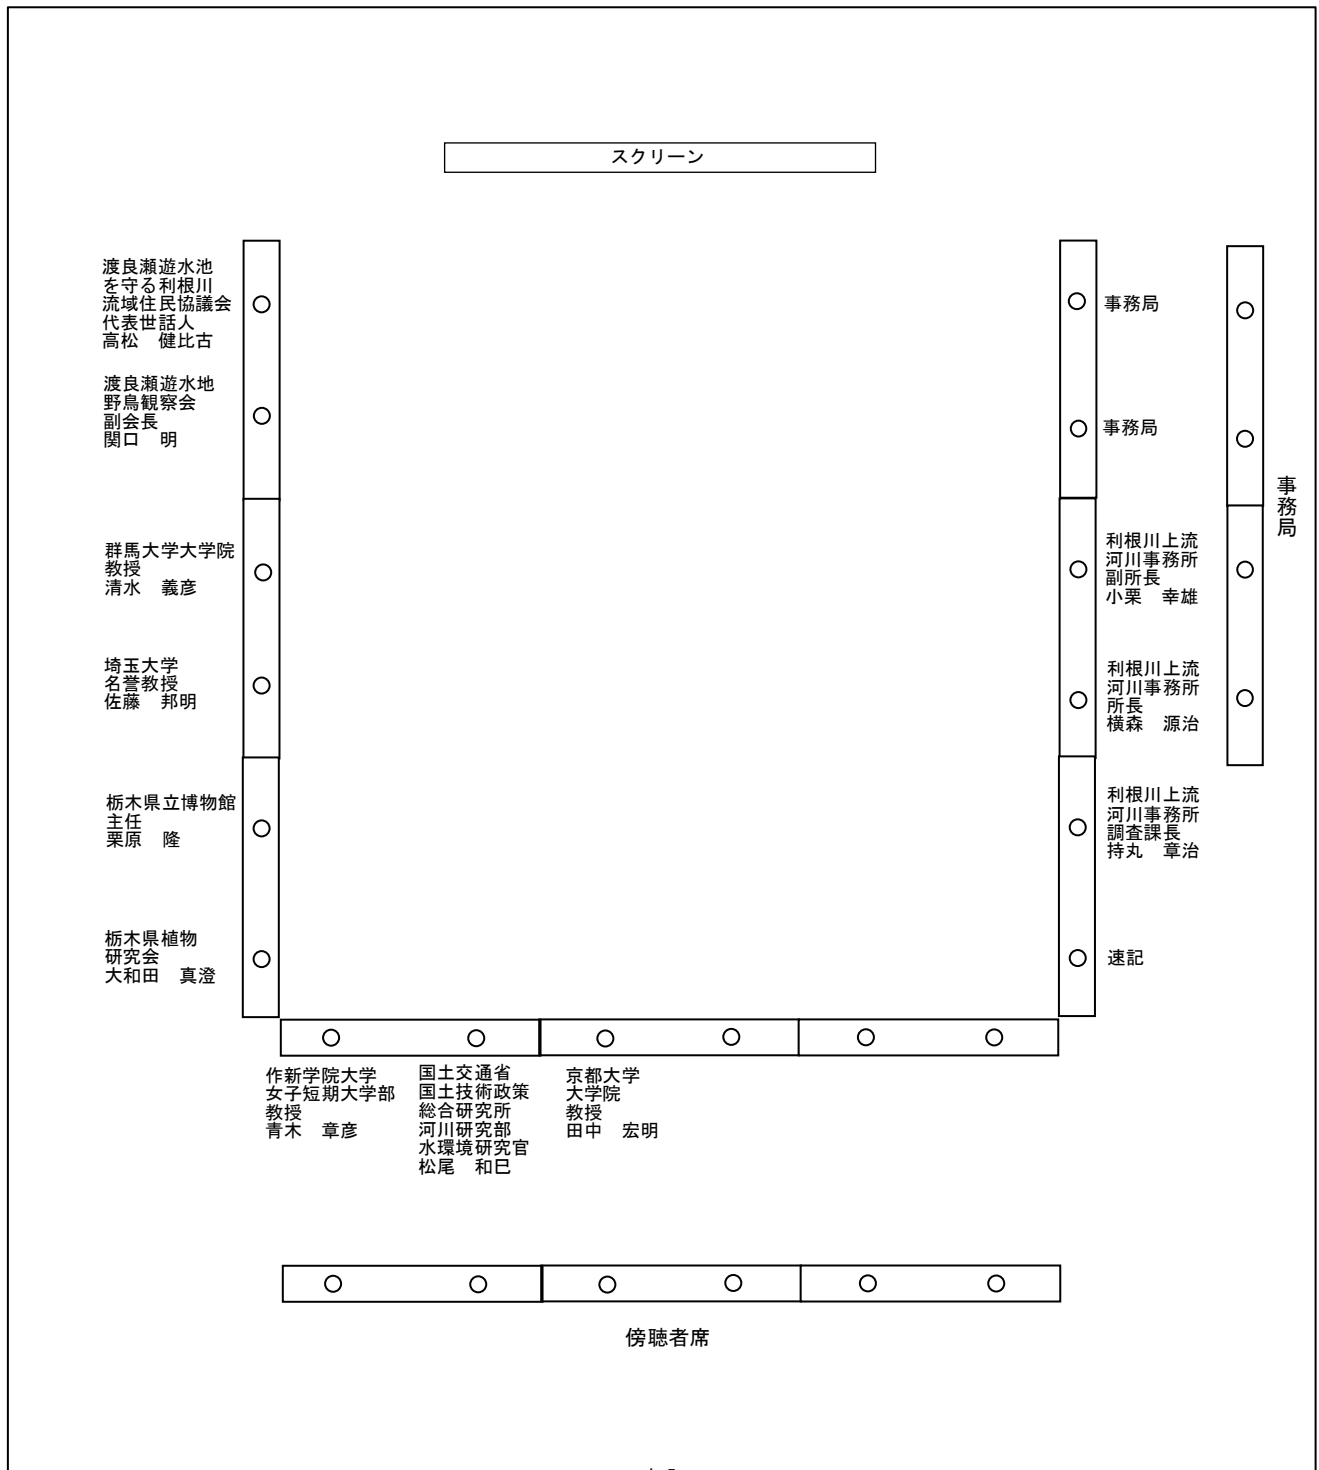 スクリーン
渡良瀬遊水池
を守る利根川
流域住民協議会
代表世話人
高松　健比古
渡良瀬遊水地
野鳥観察会
副会長
関口　明
群馬大学大学院
教授
清水　義彦
埼玉大学
名誉教授
佐藤　邦明
栃木県立博物館
主任
栗原　隆
栃木県植物
研究会
大和田　真澄
作新学院大学
女子短期大学部
教授
青木　章彦
国土交通省
国土技術政策
総合研究所
河川研究部
水環境研究官
松尾　和巳
京都大学
大学院
教授
田中　宏明
事務局
事務局
利根川上流
河川事務所
副所長
小栗　幸雄
利根川上流
河川事務所
所長
横森　源治
利根川上流
河川事務所
調査課長
持丸　章治
速記
事務局
傍聴者席